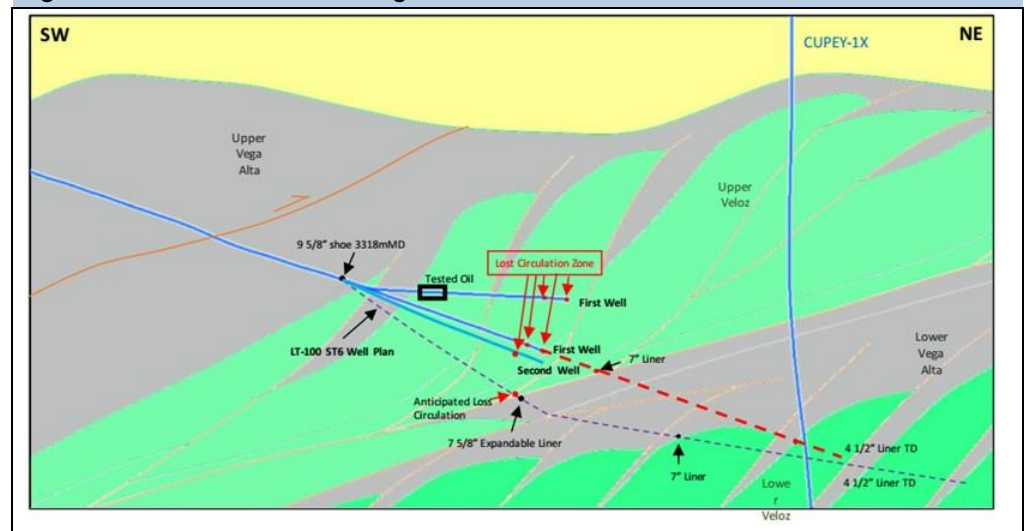 SW
NE
CUPEY-1X
Upper
Vega
Alta
Upper
Veloz
9 5/8" shoe 3318mMD
Lost Circulation Zone
Tested Oil
First Well
LT-100 ST6 Well Plan
First Well
7" Liner
Second Well
Lower
Vega
Alta
Anticipated Loss
Circulation
7 5/8" Expandable Liner
7" Liner
4 1/2" Liner TD
4 1/2" Liner TD
Lowe
r
Veloz